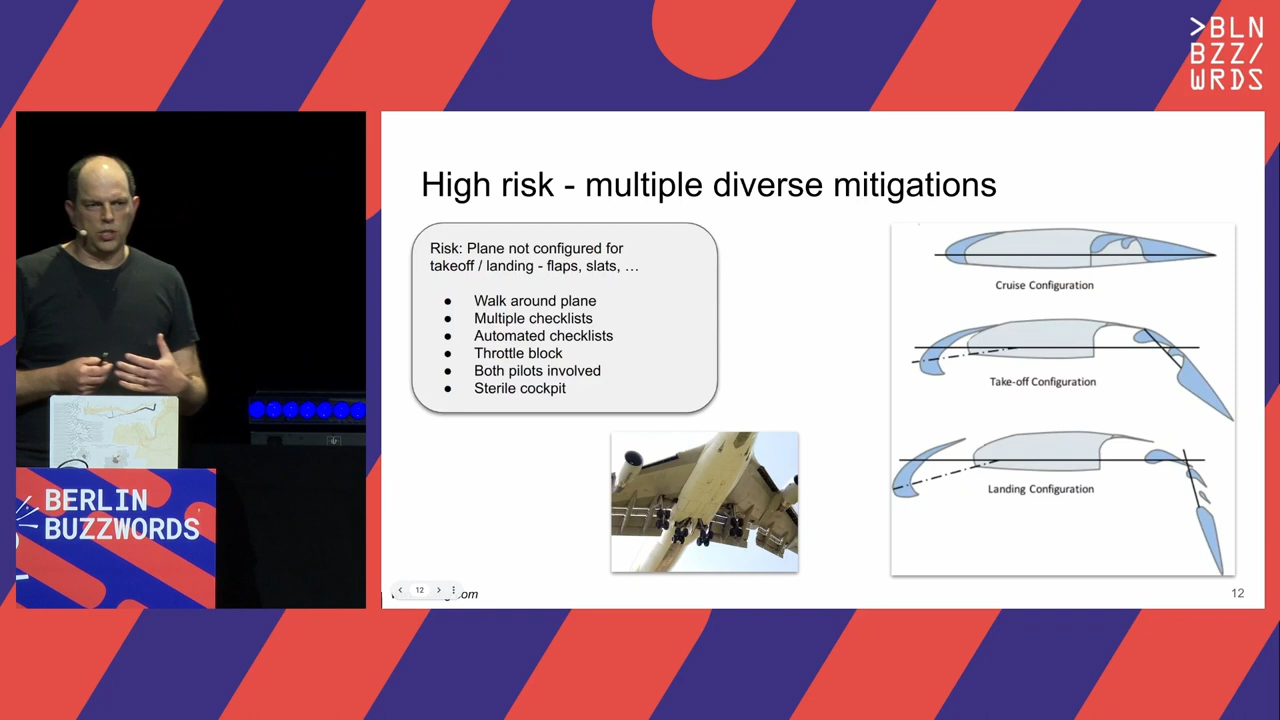 >BLN
BZZ/
WRDS
High risk - multiple diverse mitigations
Risk: Plane not configured for
takeoff / landing - flaps, slats, …
● Walk around plane
● Multiple checklists
● Automated checklists
● Throttle block
● Both pilots involved
● Sterile cockpit
Cruise Configuration
Take-off Configuration
Landing Configuration
BERLIN
BUZZWORDS
12
12